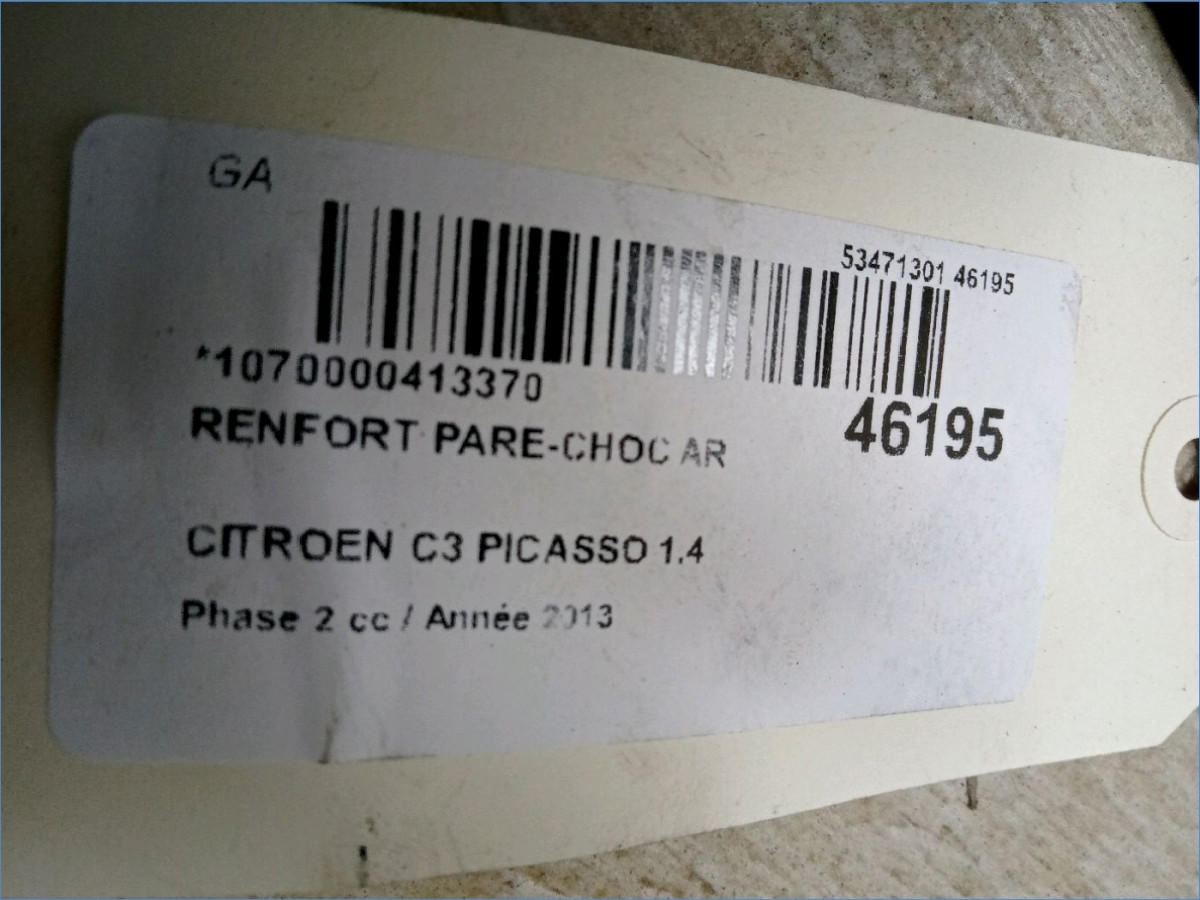 GA
53471301 46195
*1070000413370
46195
RENFORT PARE-CHOC AR
CITROEN C3 PICASSO 1.4
Phase 2 cc / Année 2013